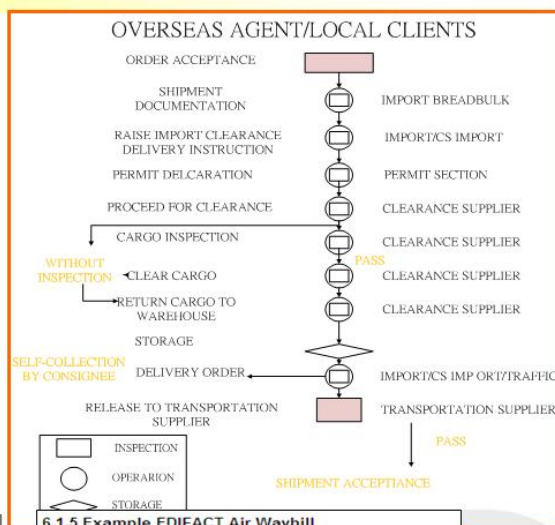 OVERSEAS AGENT/LOCAL CLIENTS
ORDER ACCEPTANCE
SHIPMENT
DOCUMENTATION
IMPORT BREADBULK
RAISE IMPORT CLEARANCE
DELIVERY INSTRUCTION
IMPORT/CS IMPORT
PERMIT DELCARATION
PERMIT SECTION
PROCEED FOR CLEARANCE
CLEARANCE SUPPLIER
CARGO INSPECTION
CLEARANCE SUPPLIER
PASS
WITHOUT
INSPECTION
CLEAR CARGO
CLEARANCE SUPPLIER
RETURN CARGO TO
WAREHOUSE
CLEARANCE SUPPLIER
STORAGE
SELF-COLLECTION
BY CONSIGNEE
DELIVERY ORDER
IMPORT/CS IMP ORT/TRAFFIC
RELEASE TO TRANSPORTATION
SUPPLIER
TRANSPORTATION SUPPLIER
PASS
SHIPMENT ACCEPTIANCE
INSPECTION
OPERARION
STORAGE
6.1.5 Example EDIFACT Air Waybill